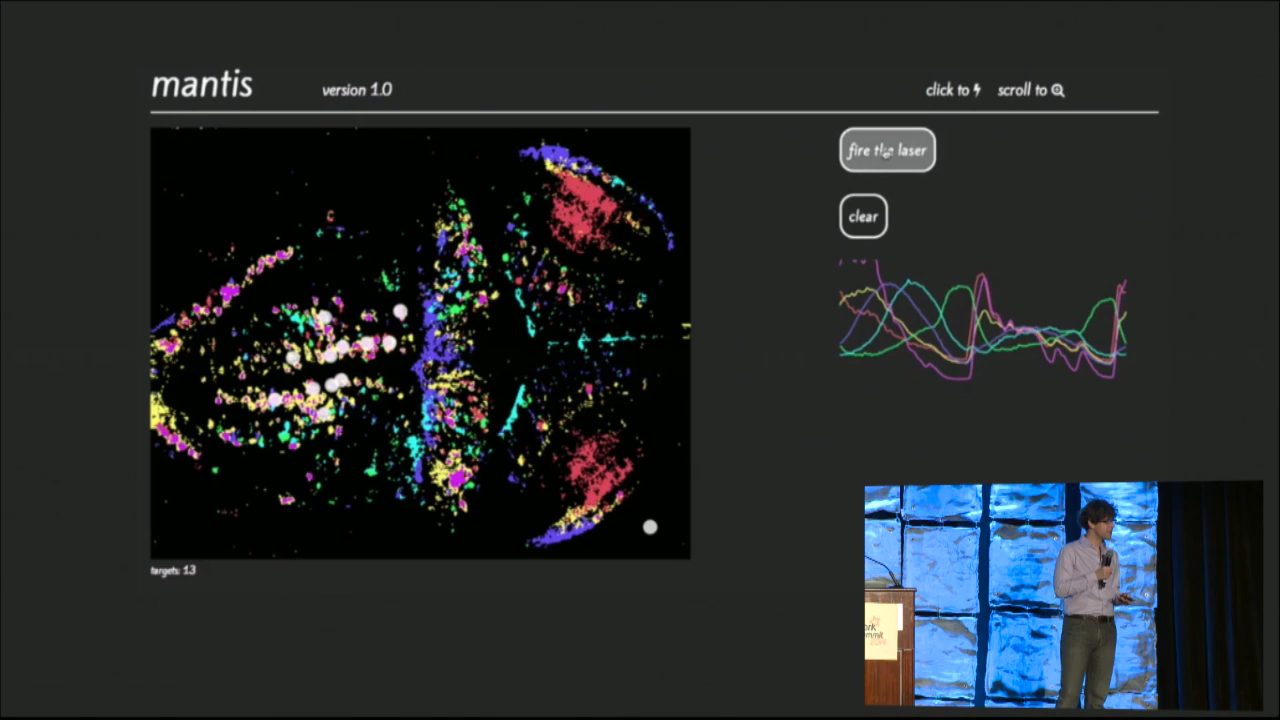 mantis
version 1.0
click to
scroll to
fire the laser
clear
targets: 13